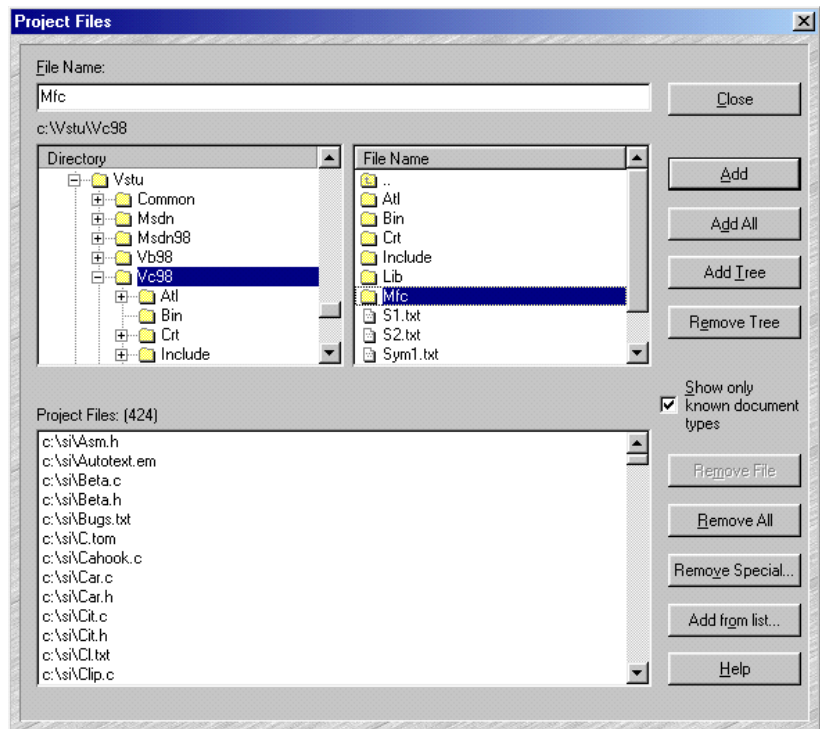 Project Files
File Name:
Mfc
Close
c:\Vstu\Vc98
Directory
Vstu
Common
Msdn
Msdn98
Vb98
Vc98
Atl
Bin
Crt
Include
File Name
..
Atl
Bin
Crt
Include
Lib
Mfc
S1.txt
S2.txt
Sym1.txt
Add
Add All
Add Tree
Remove Tree
Show only
known document
types
Project Files: (424)
c:\si\Asm.h
c:\si\Autotext.em
c:\si\Beta.c
c:\si\Beta.h
c:\si\Bugs.txt
c:\si\C.tom
c:\si\Cahook.c
c:\si\Car.c
c:\si\Car.h
c:\si\Cit.c
c:\si\Cit.h
c:\si\Cl.txt
c:\si\Clip.c
Remove File
Remove All
Remove Special...
Add from list...
Help